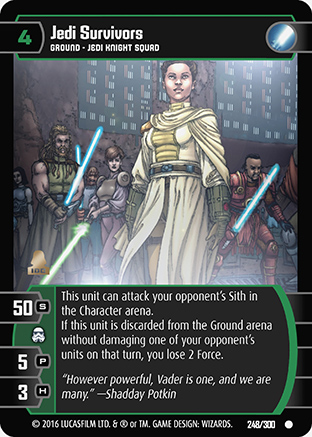 4
Jedi Survivors
GROUND - JEDI KNIGHT SQUAD
50 S
This unit can attack your opponent's Sith in
the Character arena.
If this unit is discarded from the Ground arena
without damaging one of your opponent's
units on that turn, you lose 2 Force.
5 P
3 H
"However powerful, Vader is one, and we are
many." —Shadday Potkin
© 2016 LUCASFILM LTD. & ® or TM. GAME DESIGN: WIZARDS. 248/300